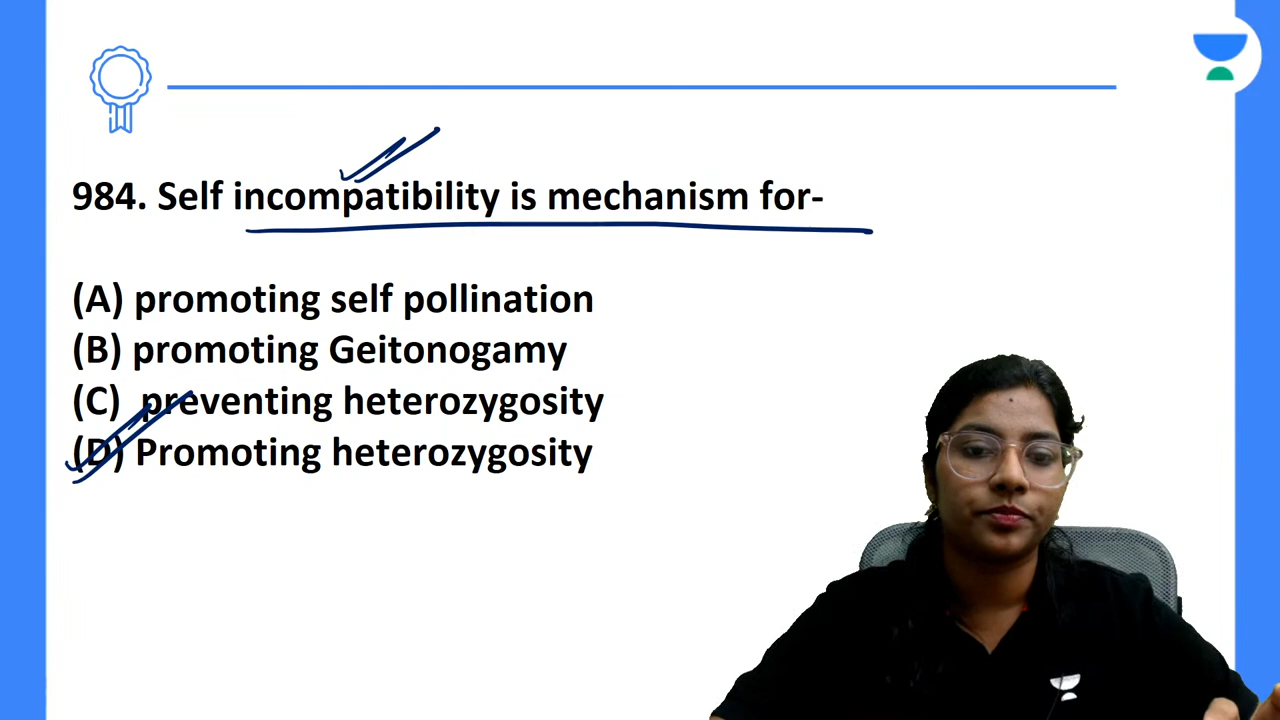 984. Self incompatibility is mechanism for-
(A) promoting self pollination
(B) promoting Geitonogamy
(C) preventing heterozygosity
(D) Promoting heterozygosity